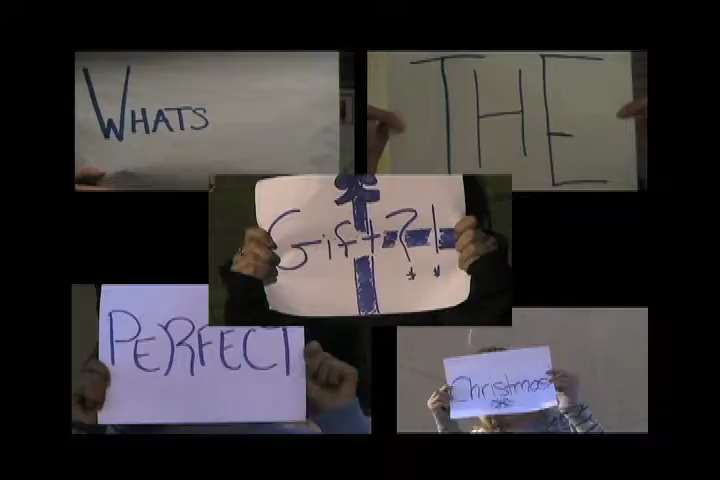 WHATS
THE
PERFECT
Christmas
Gift?!